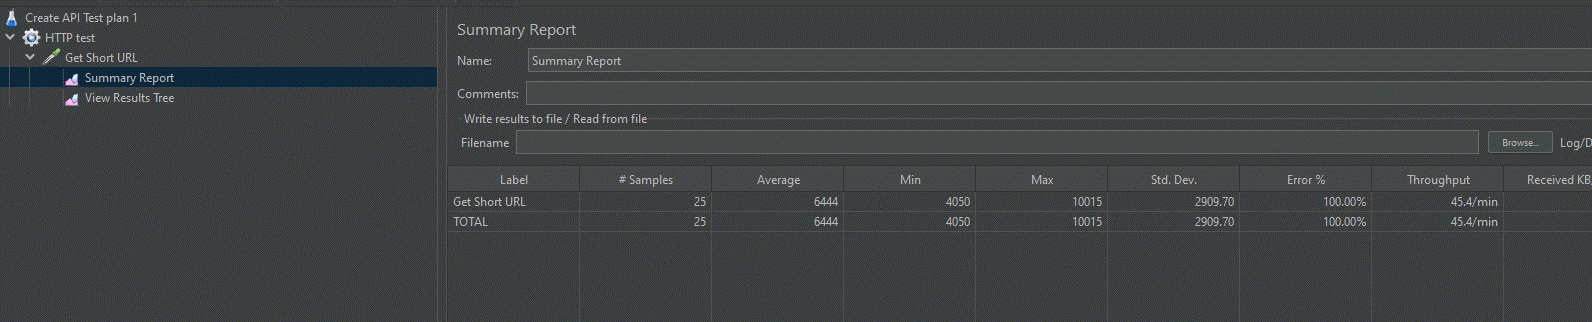 Create API Test plan 1
HTTP test
Get Short URL
Summary Report
View Results Tree
Summary Report
Name: Summary Report
Comments:
Write results to file / Read from file
Filename Browse... Log/D
Label # Samples Average Min Max Std. Dev. Error % Throughput Received KB/
Get Short URL 25 6444 4050 10015 2909.70 100.00% 45.4/min
TOTAL 25 6444 4050 10015 2909.70 100.00% 45.4/min